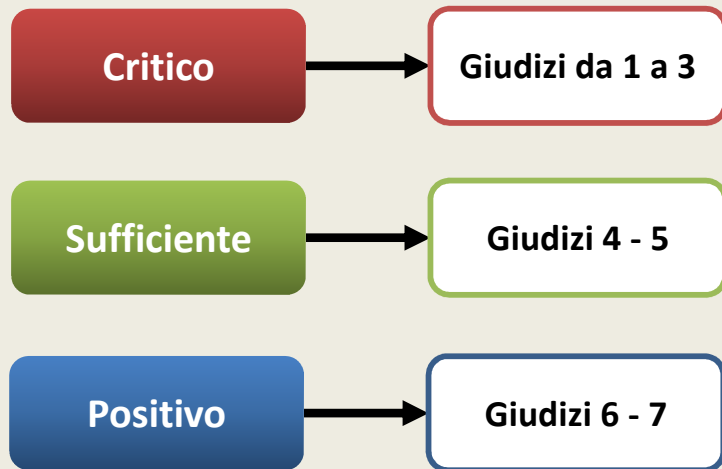 Critico
Giudizi da 1 a 3
Sufficiente
Giudizi 4 - 5
Positivo
Giudizi 6 - 7